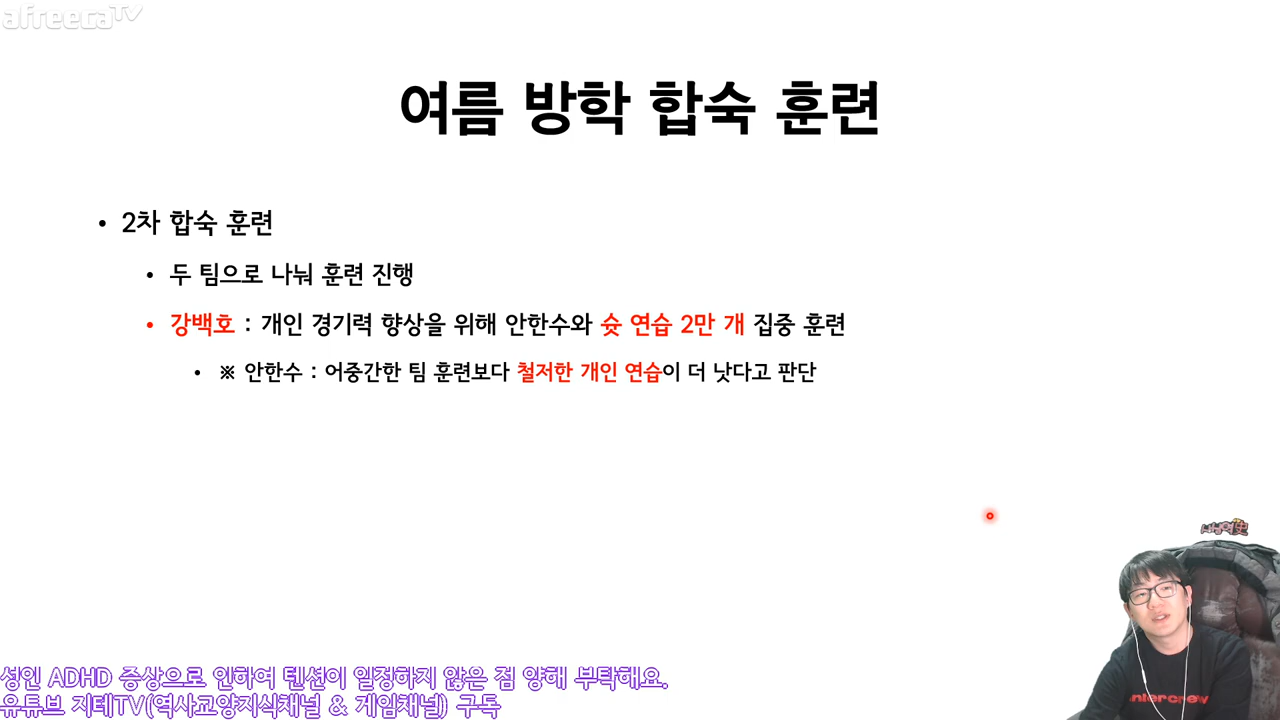 afreecaTV
여름 방학 합숙 훈련
• 2차 합숙 훈련
• 두 팀으로 나눠 훈련 진행
• 강백호 : 개인 경기력 향상을 위해 안한수와 슛 연습 2만 개 집중 훈련
• ※ 안한수 : 어중간한 팀 훈련보다 철저한 개인 연습이 더 낫다고 판단
성인 ADHD 증상으로 인하여 텐션이 일정하지 않은 점 양해 부탁해요.
유튜브 지테TV(역사교양지식채널 & 게임채널) 구독